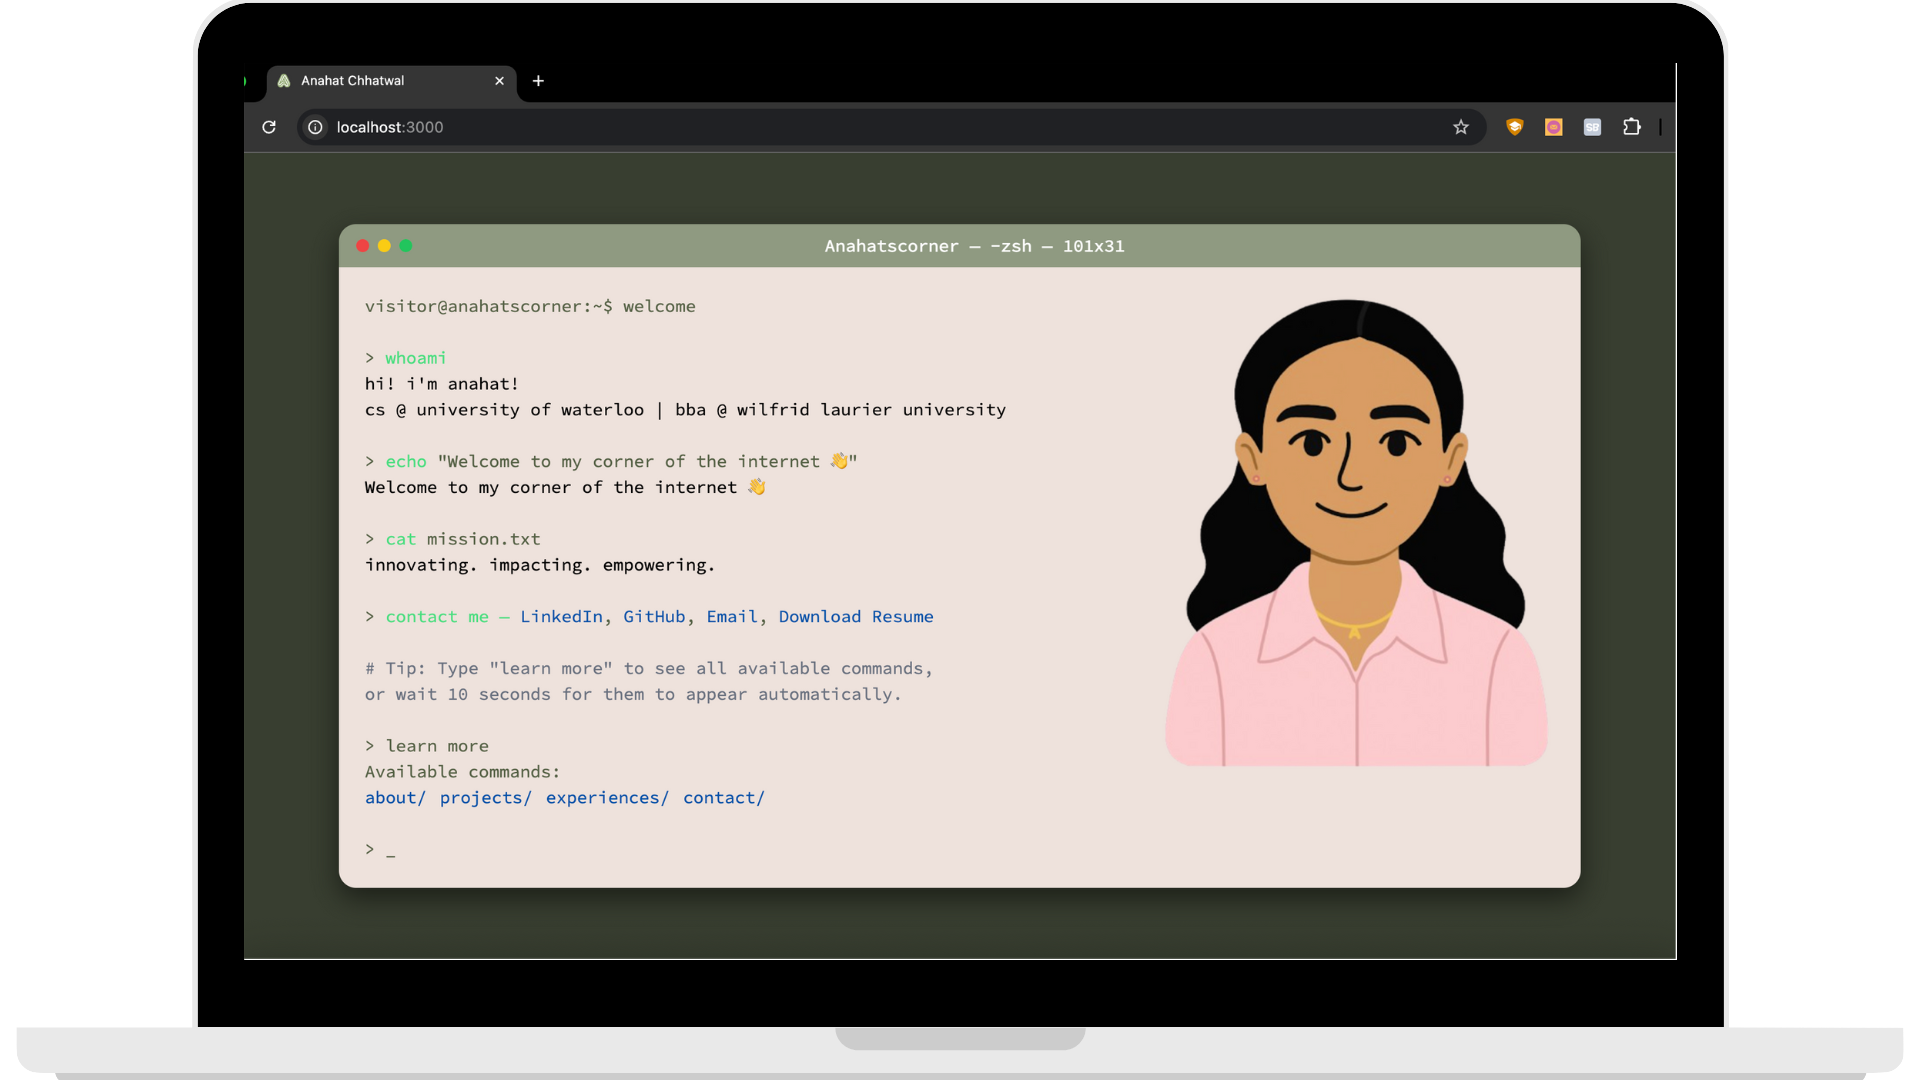 Anahat Chhatwal
localhost:3000
Anahatscorner — -zsh — 101x31
visitor@anahatscorner:~$ welcome
> whoami
hi! i'm anahat!
cs @ university of waterloo | bba @ wilfrid laurier university
> echo "Welcome to my corner of the internet 👋"
Welcome to my corner of the internet 👋
> cat mission.txt
innovating. impacting. empowering.
> contact me — LinkedIn, GitHub, Email, Download Resume
# Tip: Type "learn more" to see all available commands,
or wait 10 seconds for them to appear automatically.
> learn more
Available commands:
about/ projects/ experiences/ contact/
> _
A